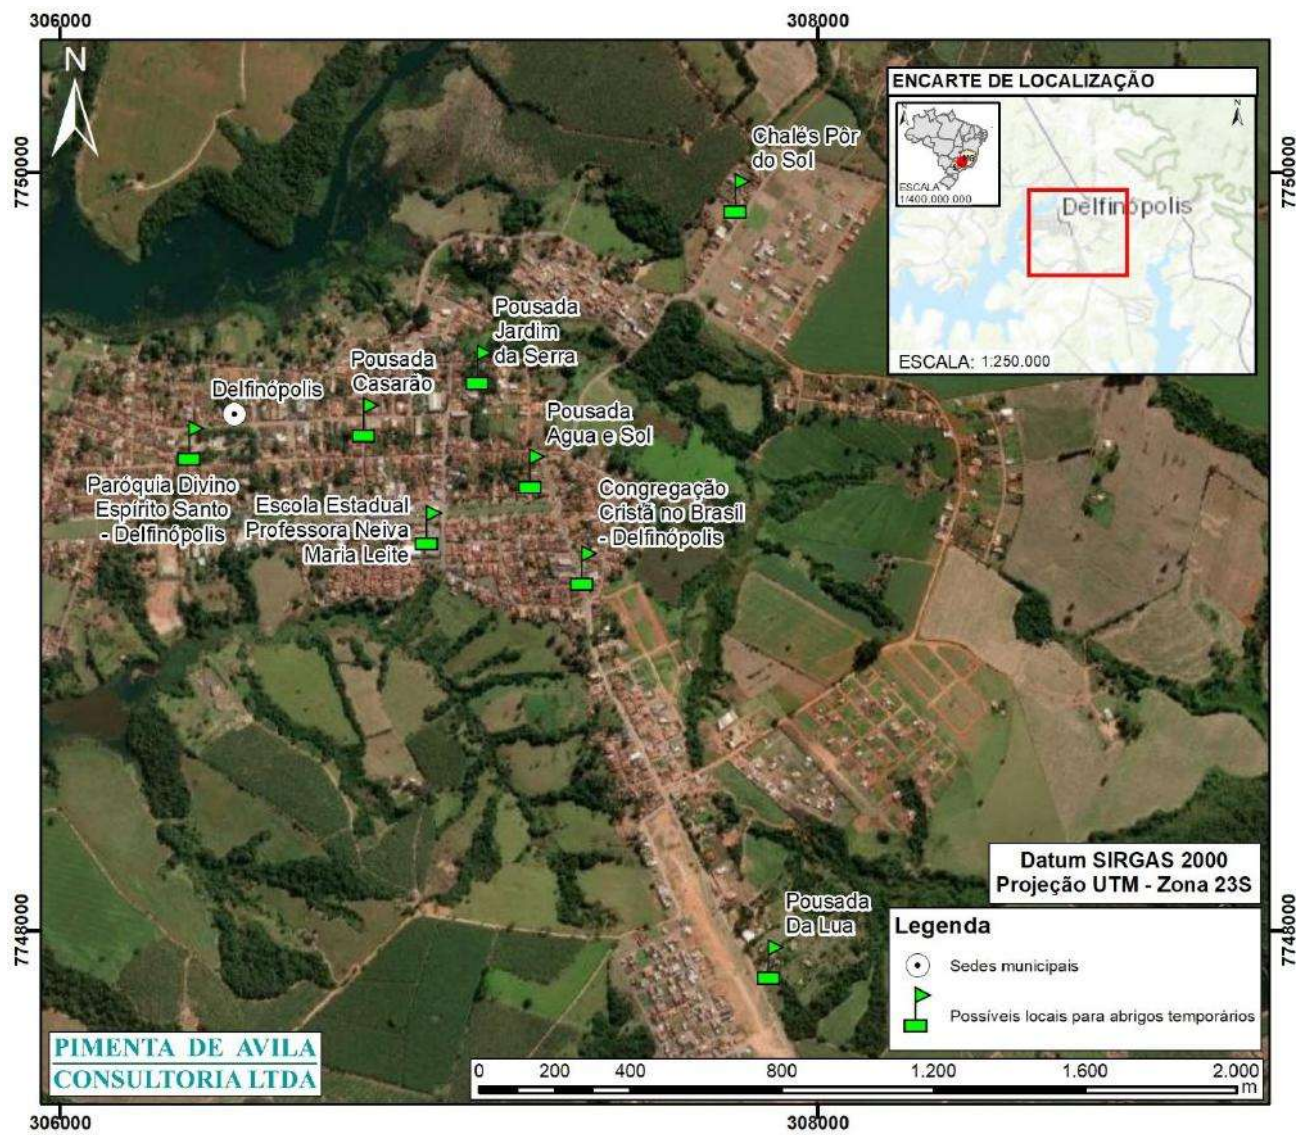 306000
308000
N
7750000
7750000
ENCARTE DE LOCALIZAÇÃO
N
N
MG
ESCALA
1/400.000.000
Delfinópolis
ESCALA: 1:250.000
Chalés Pôr
do Sol
Pousada
Jardim
da Serra
Pousada
Casarão
Delfinópolis
Pousada
Agua e Sol
Paróquia Divino
Espírito Santo
- Delfinópolis
Escola Estadual
Professora Neiva
Maria Leite
Congregação
Cristã no Brasil
- Delfinópolis
Pousada
Da Lua
7748000
7748000
Datum SIRGAS 2000
Projeção UTM - Zona 23S
Legenda
Sedes municipais
Possíveis locais para abrigos temporários
PIMENTA DE AVILA
CONSULTORIA LTDA
0 200 400 800 1.200 1.600 2.000
m
306000
308000